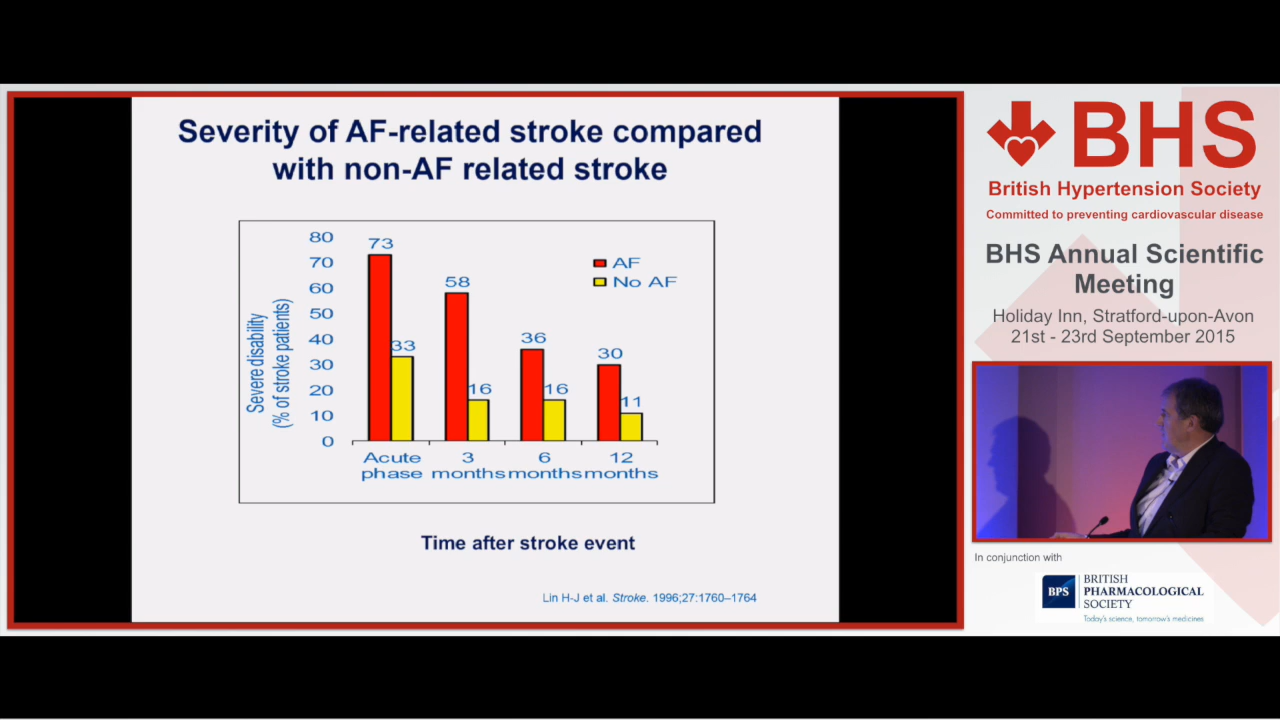 Severity of AF-related stroke compared
with non-AF related stroke
80
70
60
50
40
30
20
10
0
Severe disability
(% of stroke patients)
73
33
58
16
36
16
30
11
AF
No AF
Acute
phase
3
months
6
months
12
months
Time after stroke event
Lin H-J et al. Stroke. 1996;27:1760–1764
BHS
British Hypertension Society
Committed to preventing cardiovascular disease
BHS Annual Scientific
Meeting
Holiday Inn, Stratford-upon-Avon
21st - 23rd September 2015
In conjunction with
BPS
BRITISH
PHARMACOLOGICAL
SOCIETY
Today's science, tomorrow's medicines